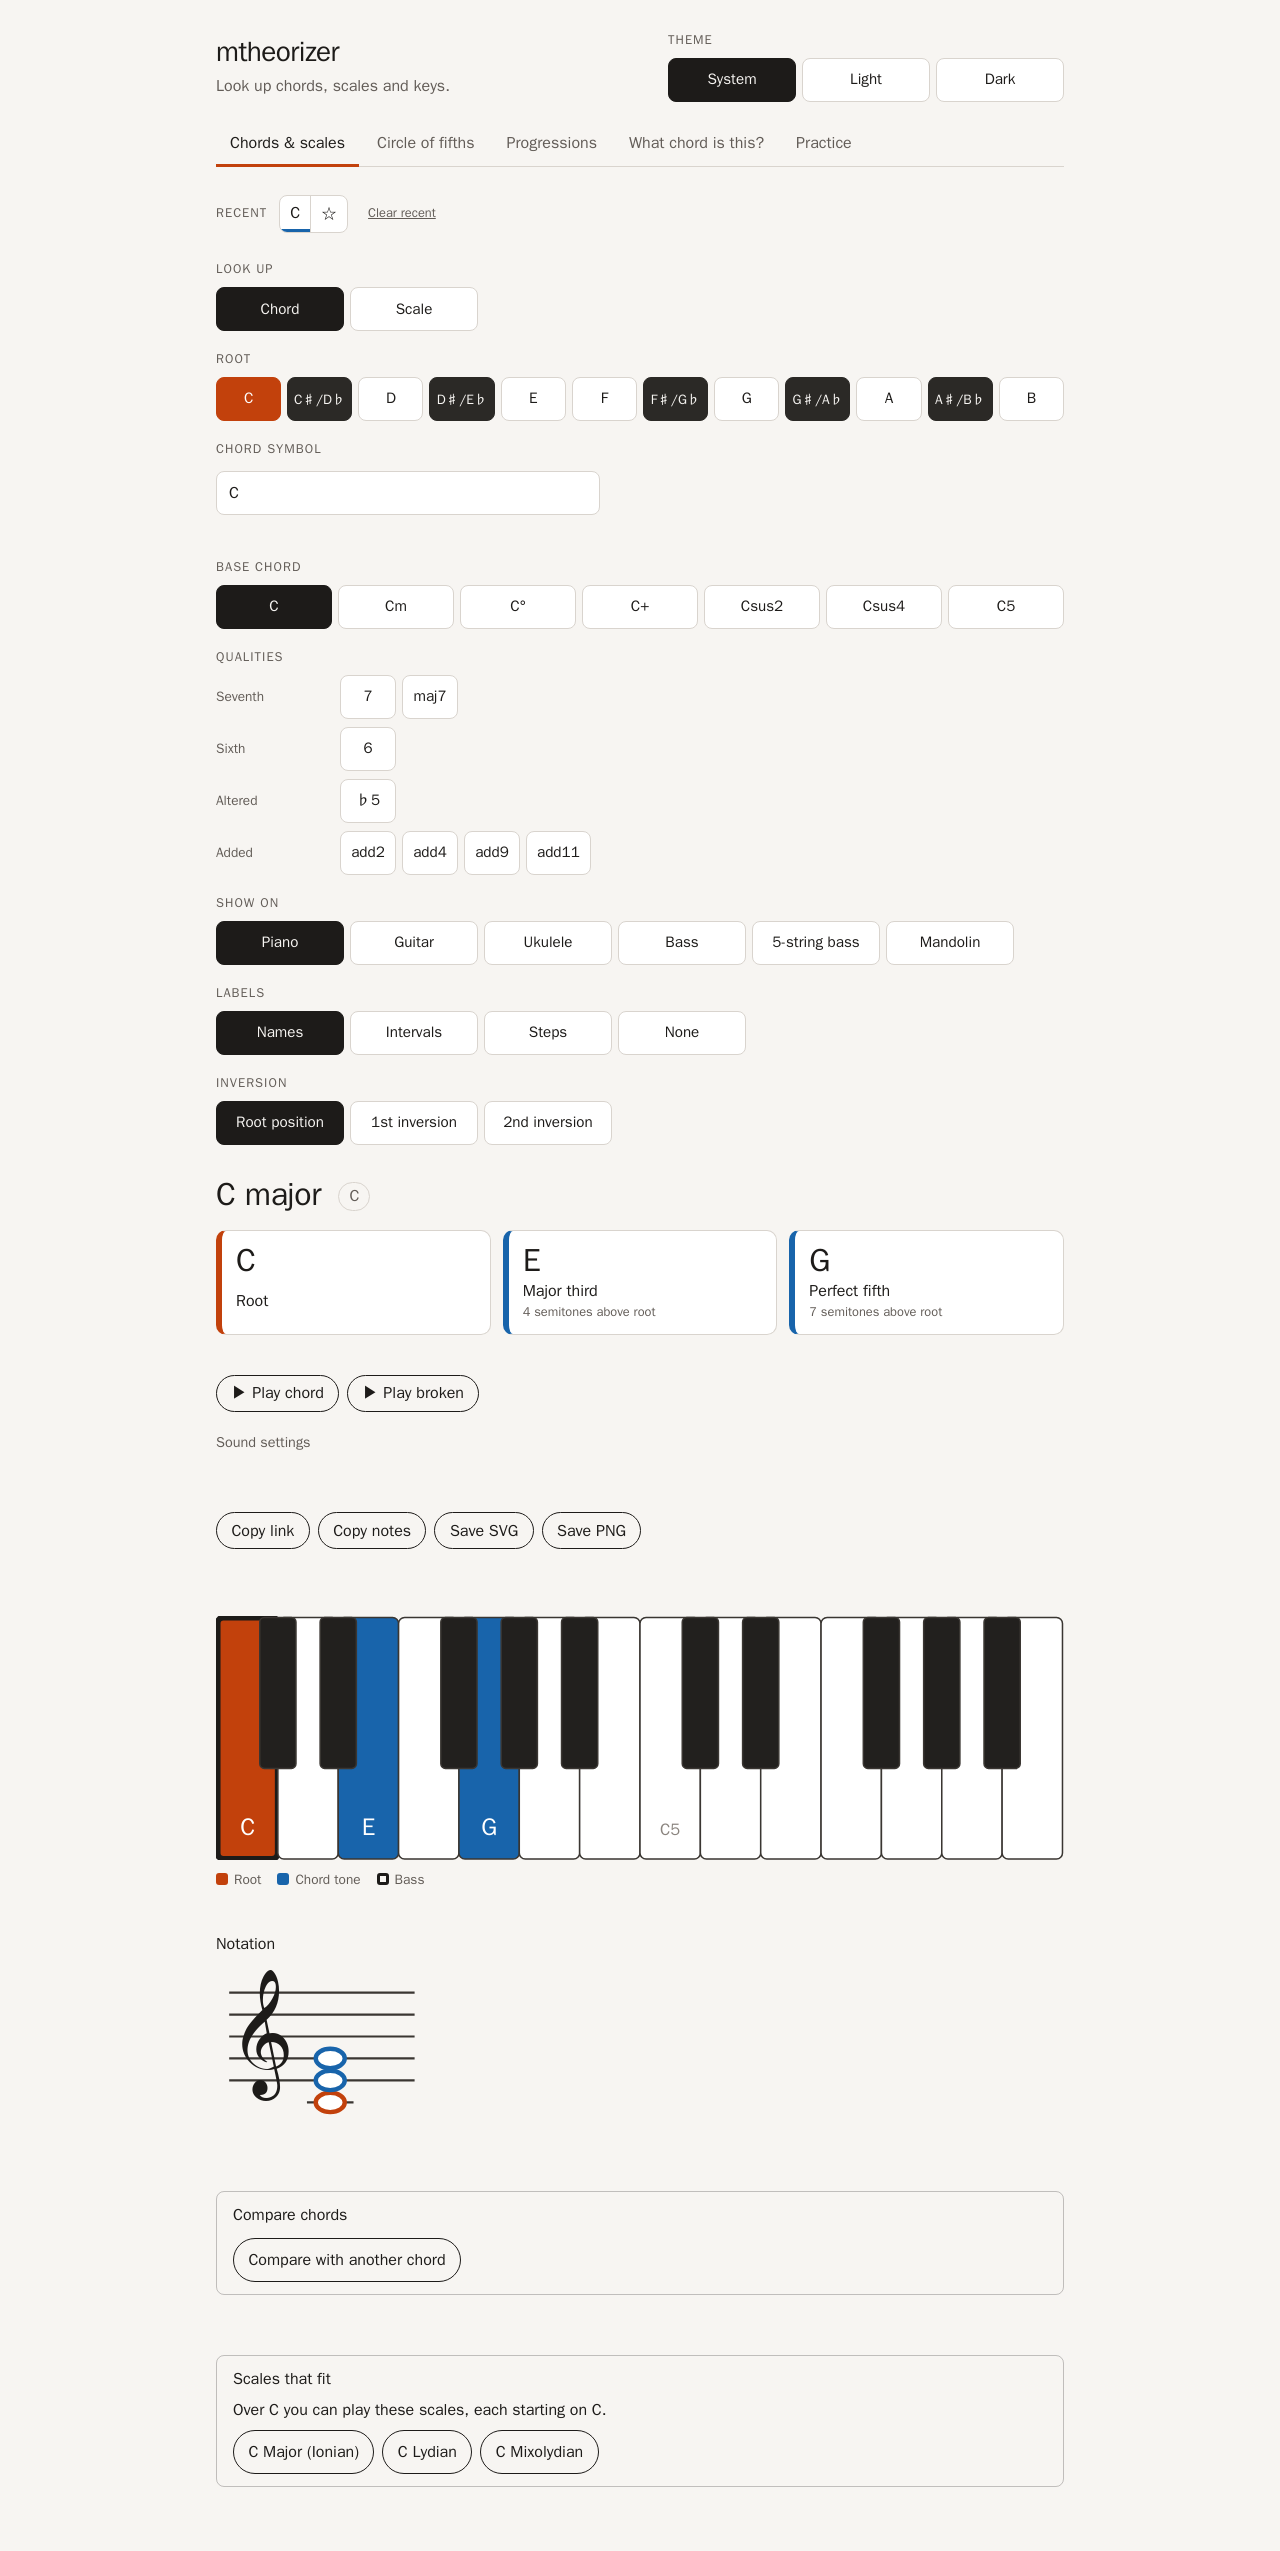 mtheorizer
Look up chords, scales and keys.
THEME
System Light Dark
Chords & scales Circle of fifths Progressions What chord is this? Practice
RECENT C ☆ Clear recent
LOOK UP
Chord Scale
ROOT
C C♯/D♭ D D♯/E♭ E F F♯/G♭ G G♯/A♭ A A♯/B♭ B
CHORD SYMBOL
C
BASE CHORD
C Cm C° C+ Csus2 Csus4 C5
QUALITIES
Seventh 7 maj7
Sixth 6
Altered ♭5
Added add2 add4 add9 add11
SHOW ON
Piano Guitar Ukulele Bass 5-string bass Mandolin
LABELS
Names Intervals Steps None
INVERSION
Root position 1st inversion 2nd inversion
C major C
C E G
Root Major third Perfect fifth
4 semitones above root 7 semitones above root
▶ Play chord ▶ Play broken
Sound settings
Copy link Copy notes Save SVG Save PNG
C E G C5
Root Chord tone Bass
Notation
Compare chords
Compare with another chord
Scales that fit
Over C you can play these scales, each starting on C.
C Major (Ionian) C Lydian C Mixolydian